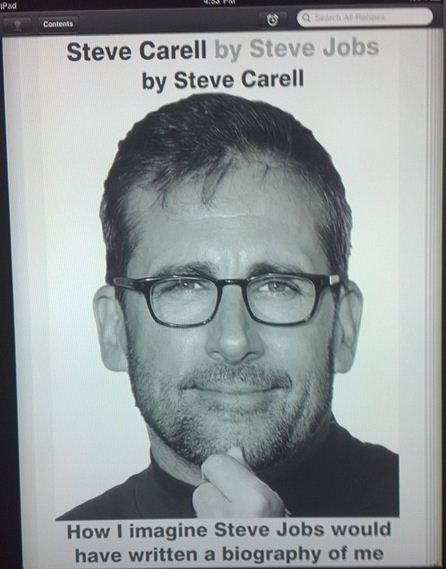 iPad
4:53 PM
Contents
Search All Recipes
Steve Carell by Steve Jobs
by Steve Carell
How I imagine Steve Jobs would
have written a biography of me